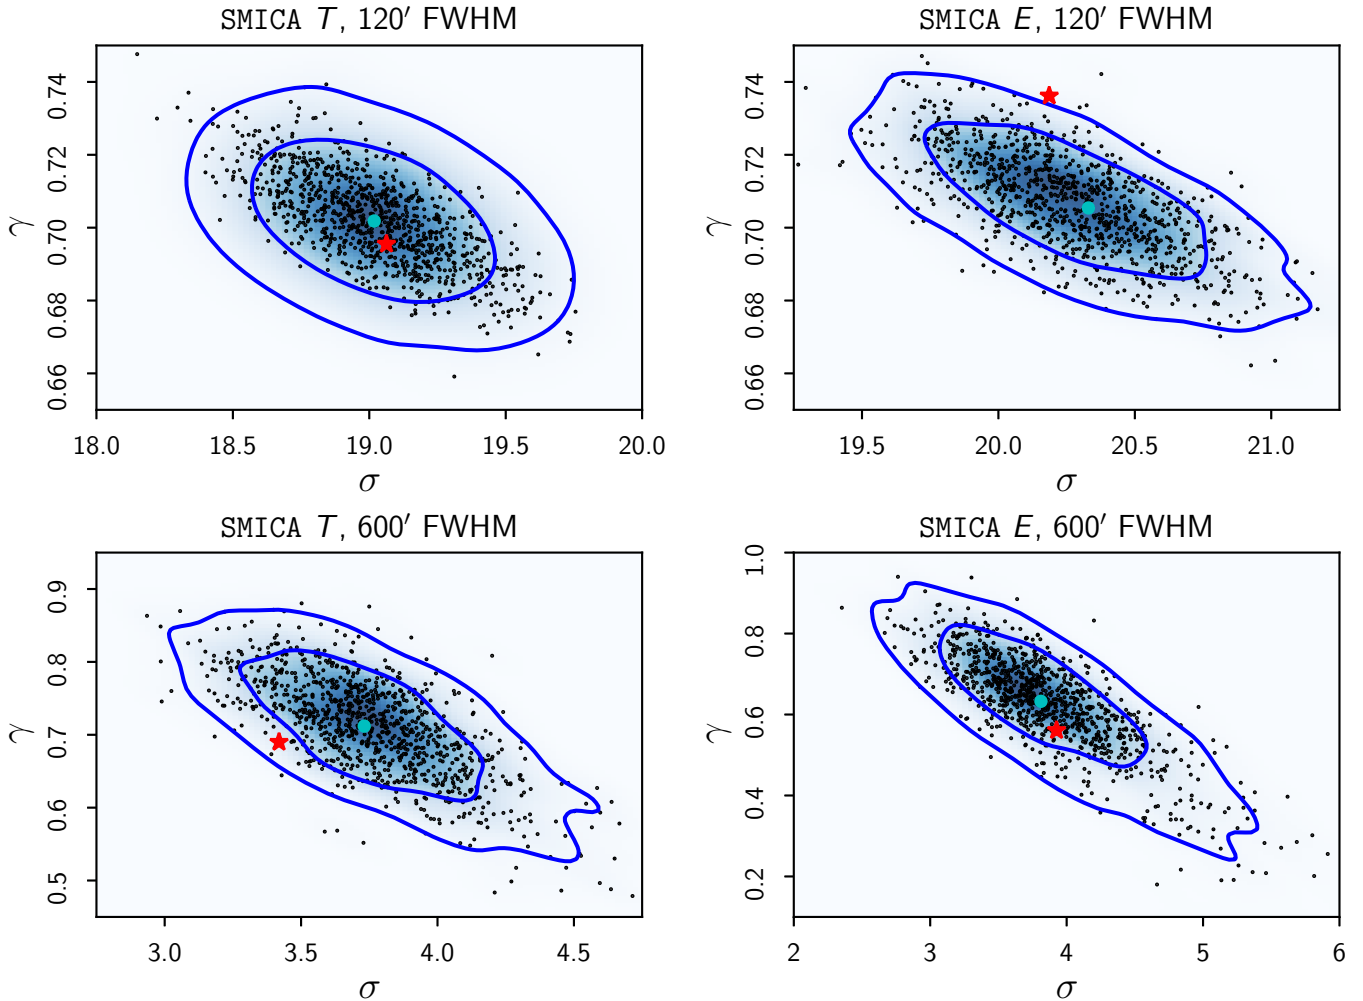 SMICA T, 120′ FWHM
SMICA E, 120′ FWHM
0.74
0.72
0.70
0.68
0.66
γ
18.0 18.5 19.0 19.5 20.0
σ
0.74
0.72
0.70
0.68
0.66
γ
19.5 20.0 20.5 21.0
σ
SMICA T, 600′ FWHM
SMICA E, 600′ FWHM
0.9
0.8
0.7
0.6
0.5
γ
3.0 3.5 4.0 4.5
σ
1.0
0.8
0.6
0.4
0.2
γ
2 3 4 5 6
σ